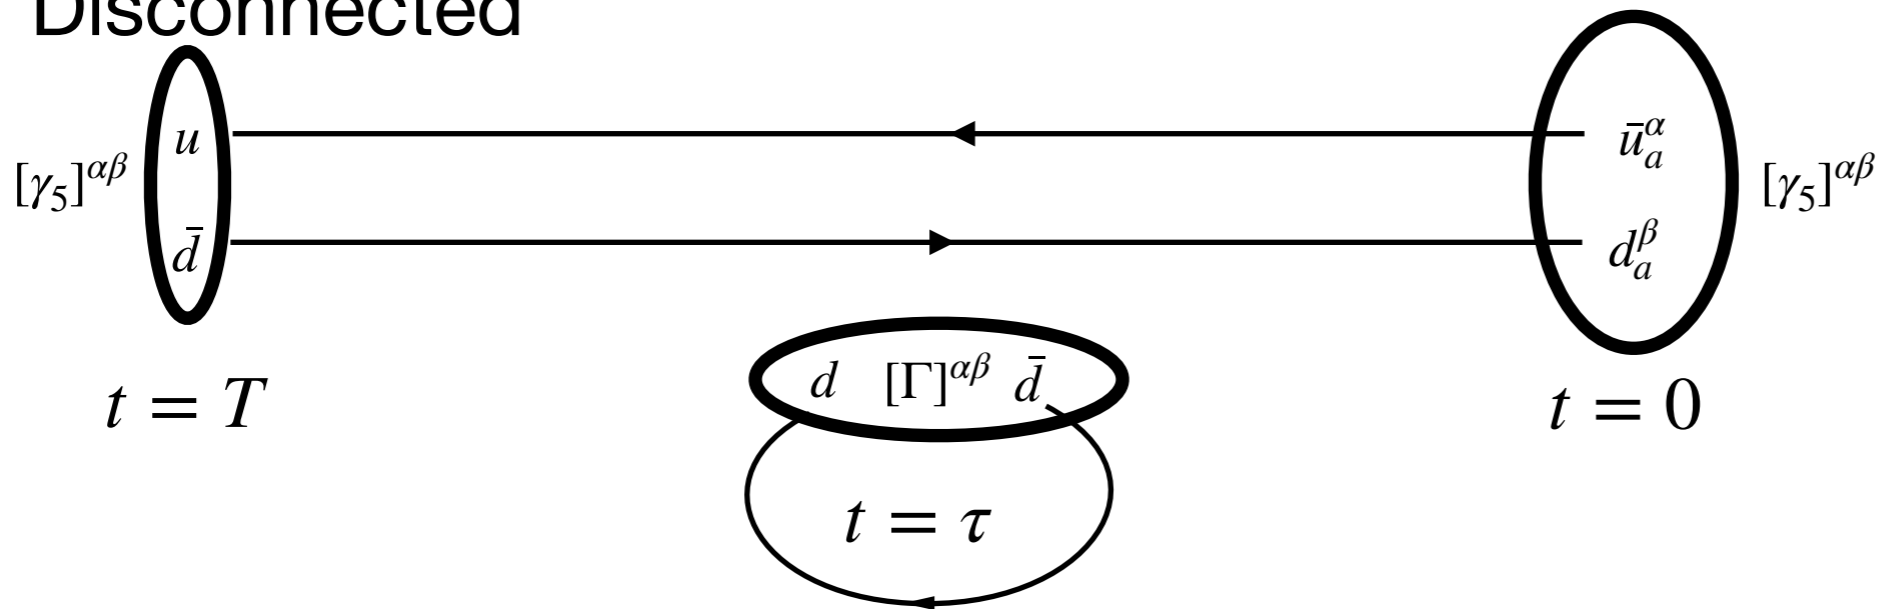 Disconnected
[γ₅]^{αβ}
u
d̄
ū^α_a
d^β_a
[γ₅]^{αβ}
d [Γ]^{αβ} d̄
t = T
t = 0
t = τ